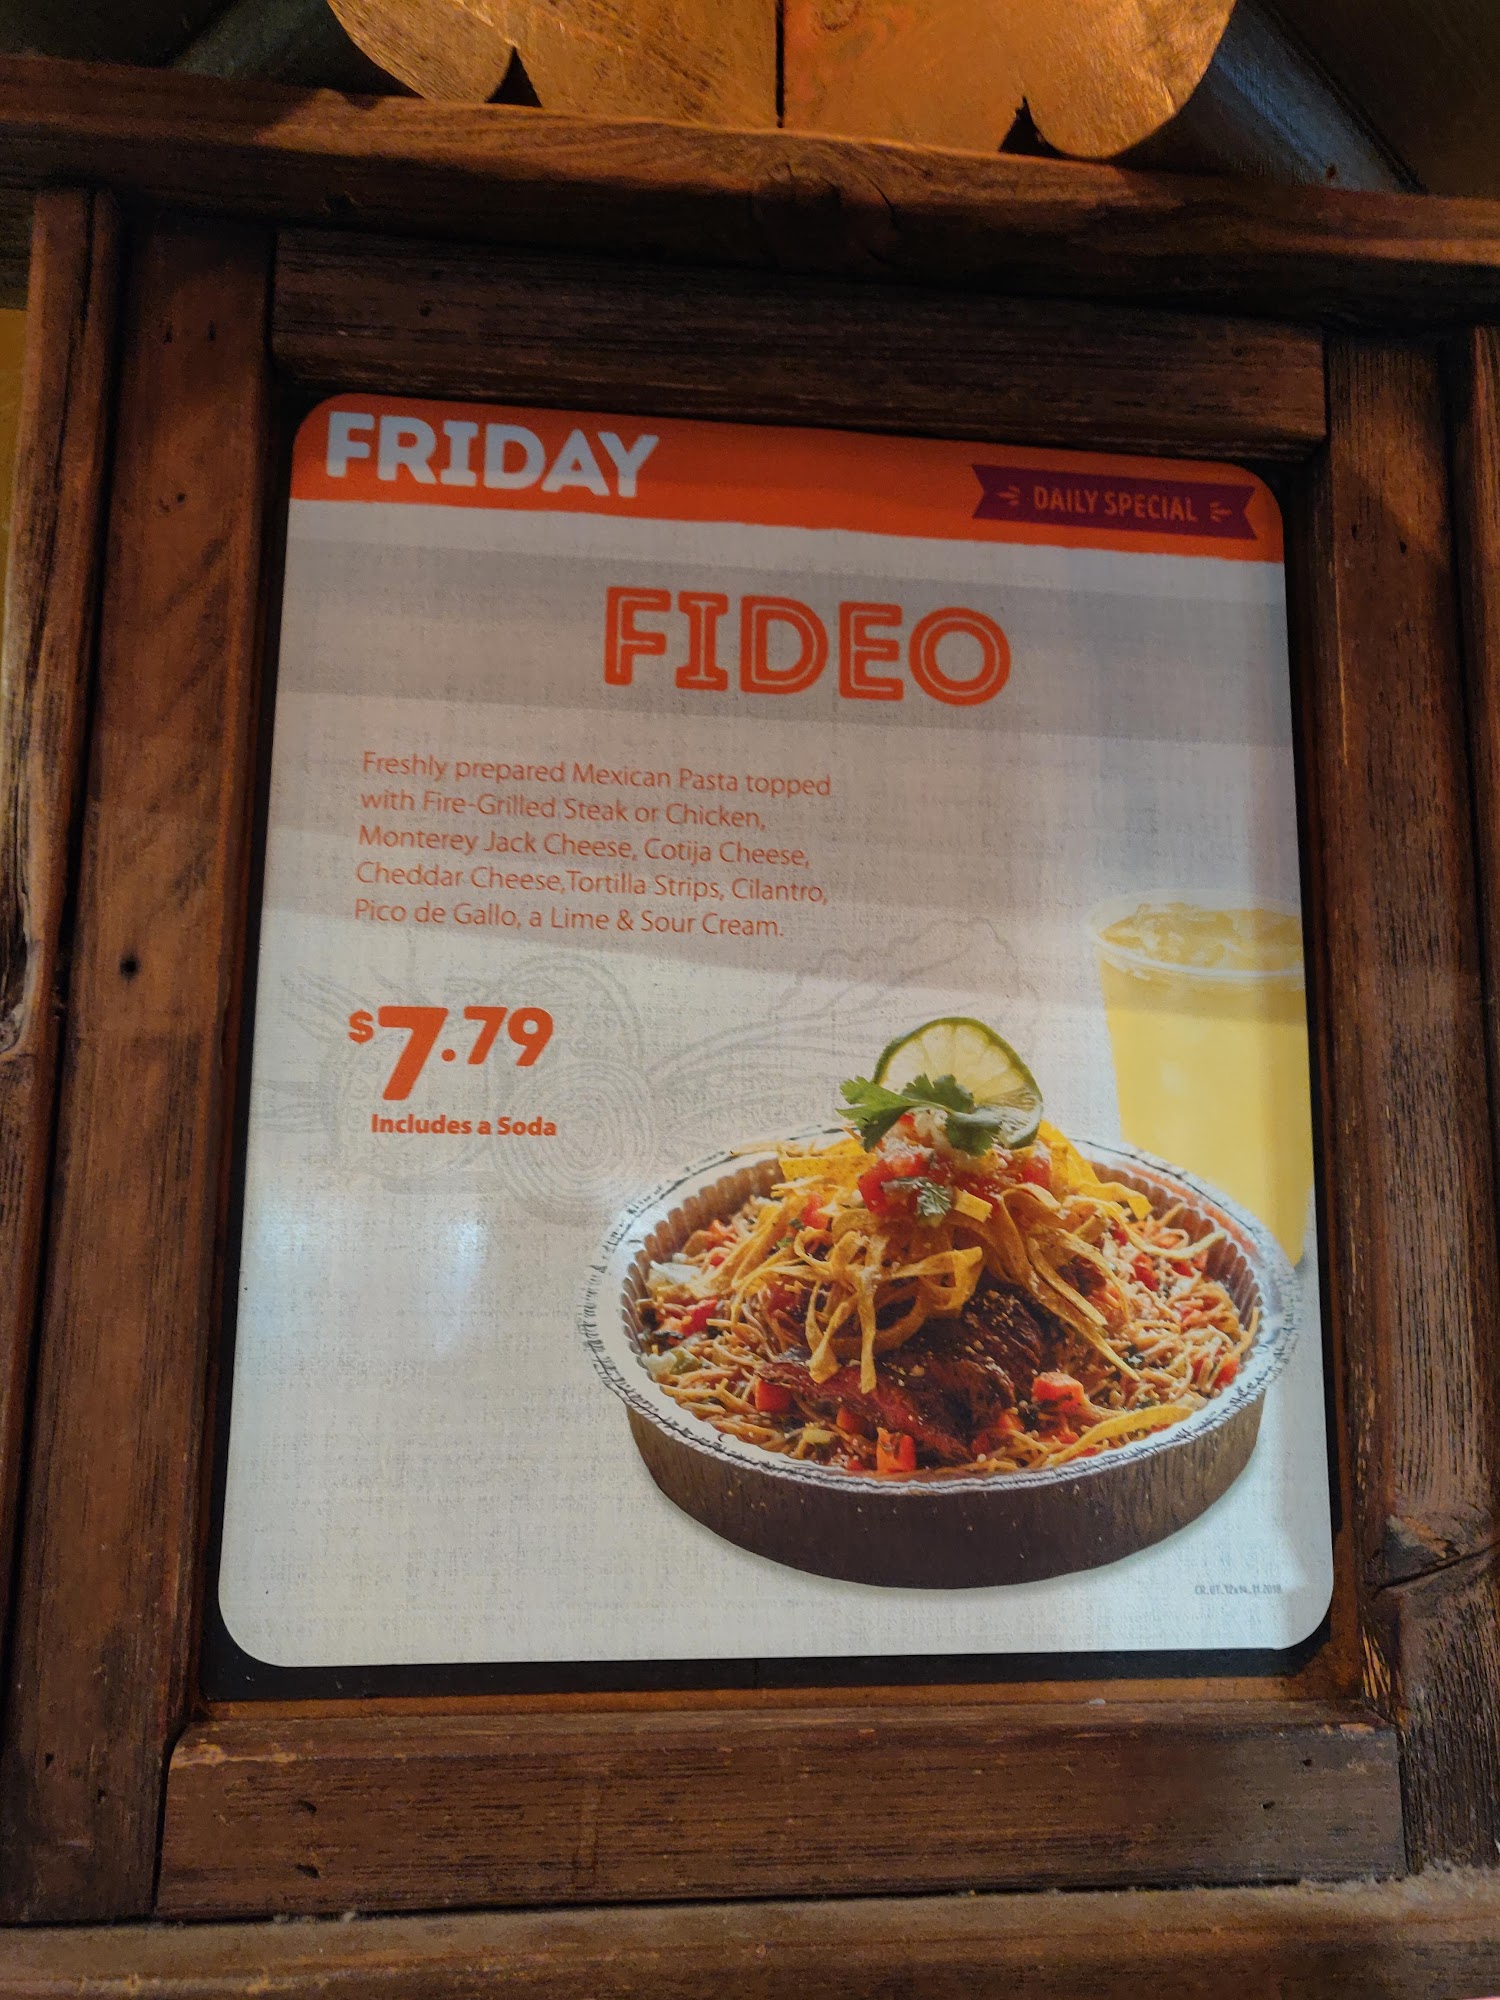 FRIDAY
DAILY SPECIAL
FIDEO
Freshly prepared Mexican Pasta topped
with Fire-Grilled Steak or Chicken,
Monterey Jack Cheese, Cotija Cheese,
Cheddar Cheese,Tortilla Strips, Cilantro,
Pico de Gallo, a Lime & Sour Cream.
$7.79
Includes a Soda